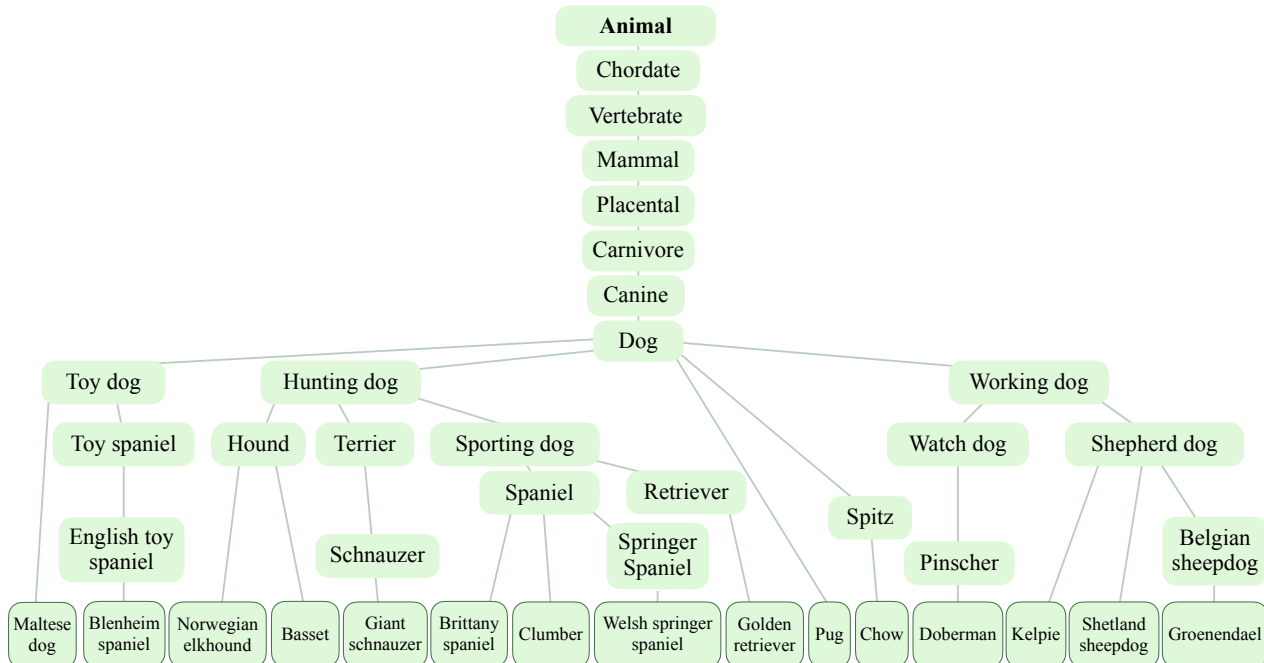 Animal
Chordate
Vertebrate
Mammal
Placental
Carnivore
Canine
Dog
Toy dog
Hunting dog
Working dog
Toy spaniel
Hound
Terrier
Sporting dog
Watch dog
Shepherd dog
Spaniel
Retriever
Spitz
English toy
spaniel
Schnauzer
Springer
Spaniel
Pinscher
Belgian
sheepdog
Maltese
dog
Blenheim
spaniel
Norwegian
elkhound
Basset
Giant
schnauzer
Brittany
spaniel
Clumber
Welsh springer
spaniel
Golden
retriever
Pug
Chow
Doberman
Kelpie
Shetland
sheepdog
Groenendael